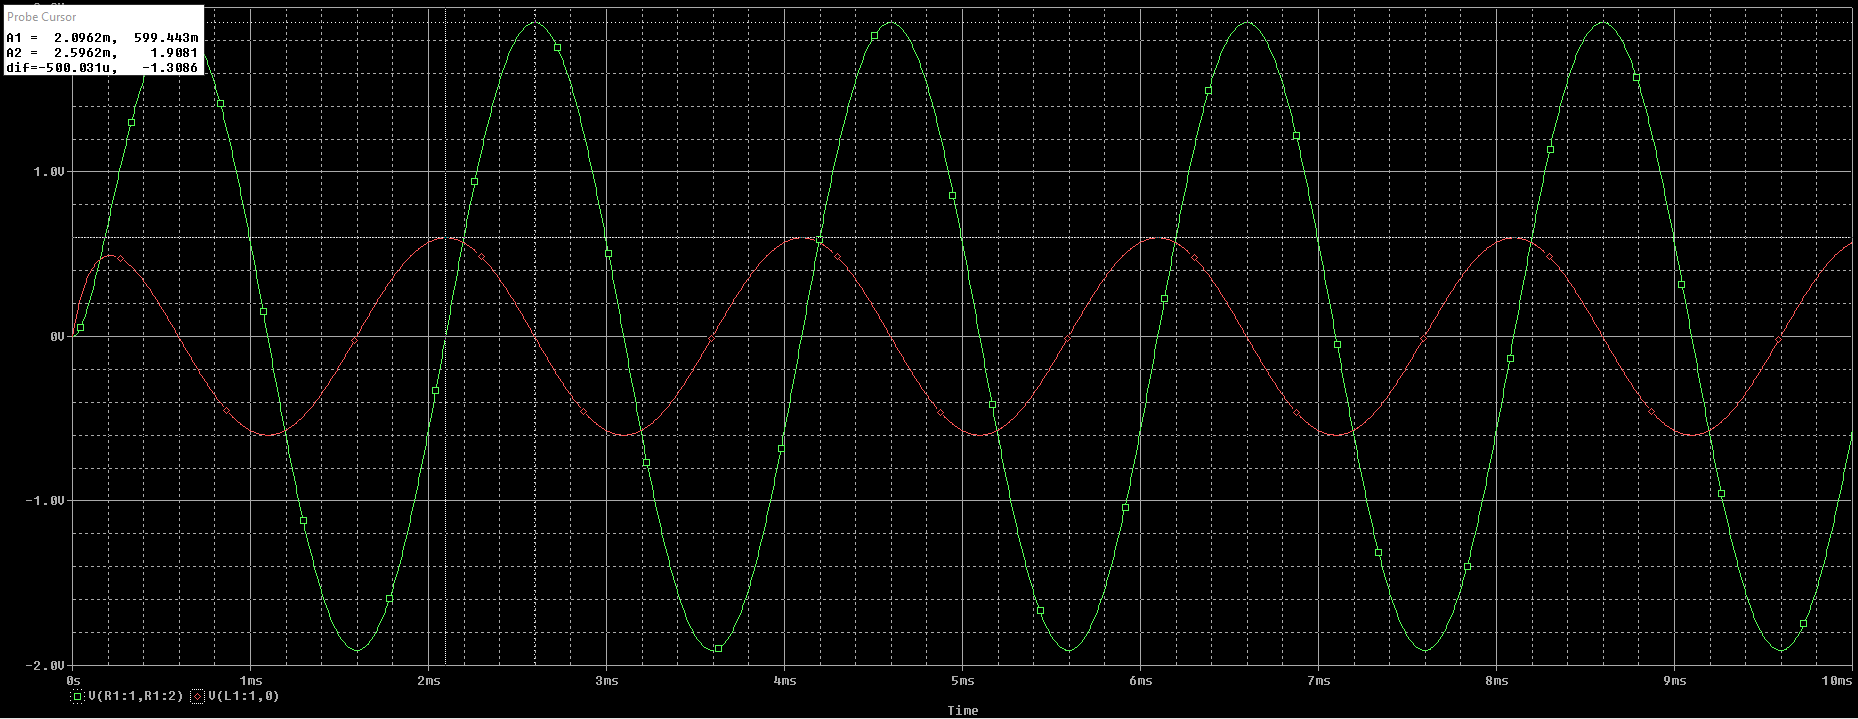 Probe Cursor
A1 = 2.0962m, 599.443m
A2 = 2.5962m, 1.9081
dif=-500.031u, -1.3086
1.0V
0V
-1.0V
-2.0V
0s 1ms 2ms 3ms 4ms 5ms 6ms 7ms 8ms 9ms 10ms
V(R1:1,R1:2) V(L1:1,0)
Time